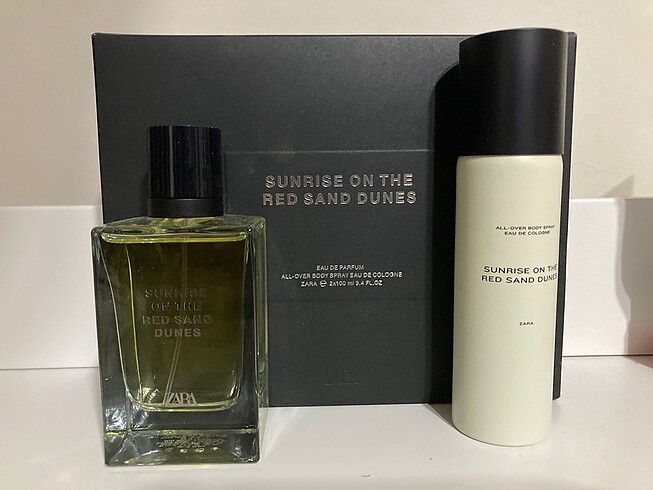 SUNRISE ON THE
RED SAND DUNES
EAU DE PARFUM
ALL-OVER BODY SPRAY EAU DE COLOGNE
ZARA ℮ 2x100 ml 3.4 FL.OZ
ZARA
SUNRISE
ON THE
RED SAND
DUNES
ZARA
ALL-OVER BODY SPRAY
EAU DE COLOGNE
SUNRISE ON THE
RED SAND DUNES
ZARA